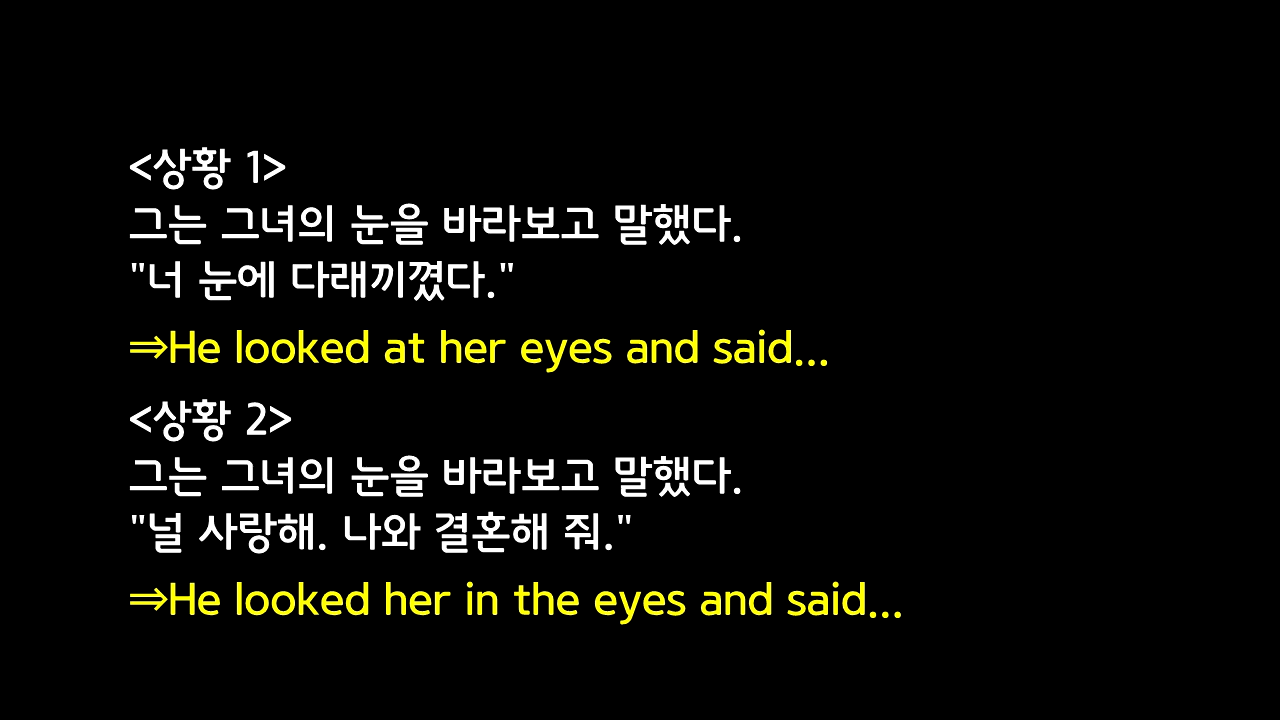 <상황 1>
그는 그녀의 눈을 바라보고 말했다.
"너 눈에 다래끼꼈다."
⇒He looked at her eyes and said...
<상황 2>
그는 그녀의 눈을 바라보고 말했다.
"널 사랑해. 나와 결혼해 줘."
⇒He looked her in the eyes and said...